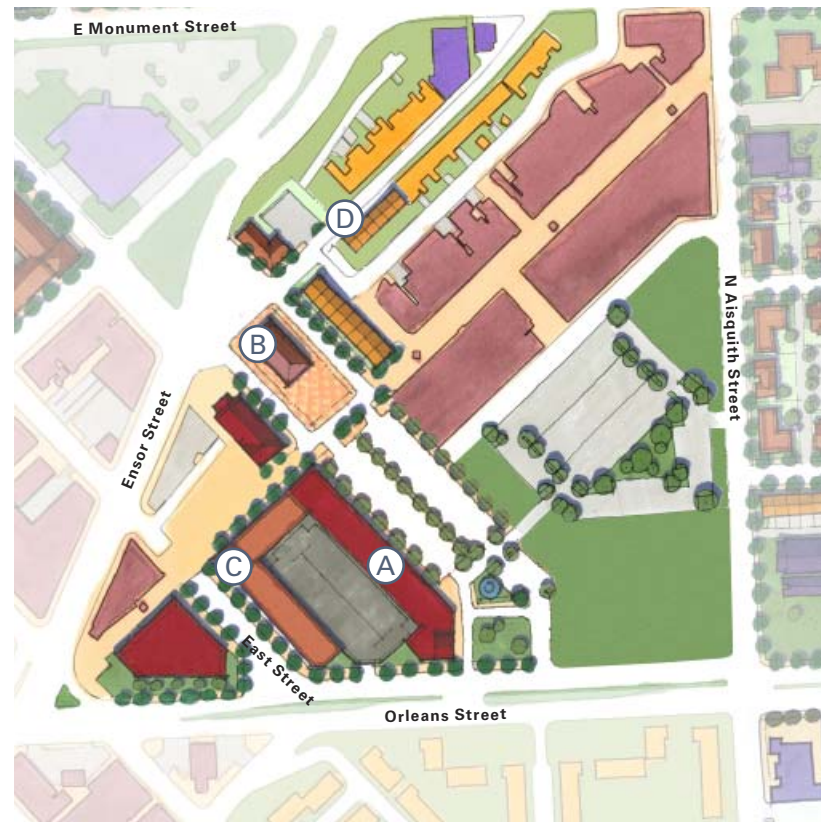 E Monument Street
D
N Aisquith Street
B
Ensor Street
C
A
East Street
Orleans Street